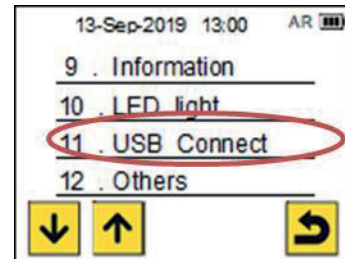 13-Sep-2019 13:00 AR
9 . Information
10 . LED light
11 . USB Connect
12 . Others